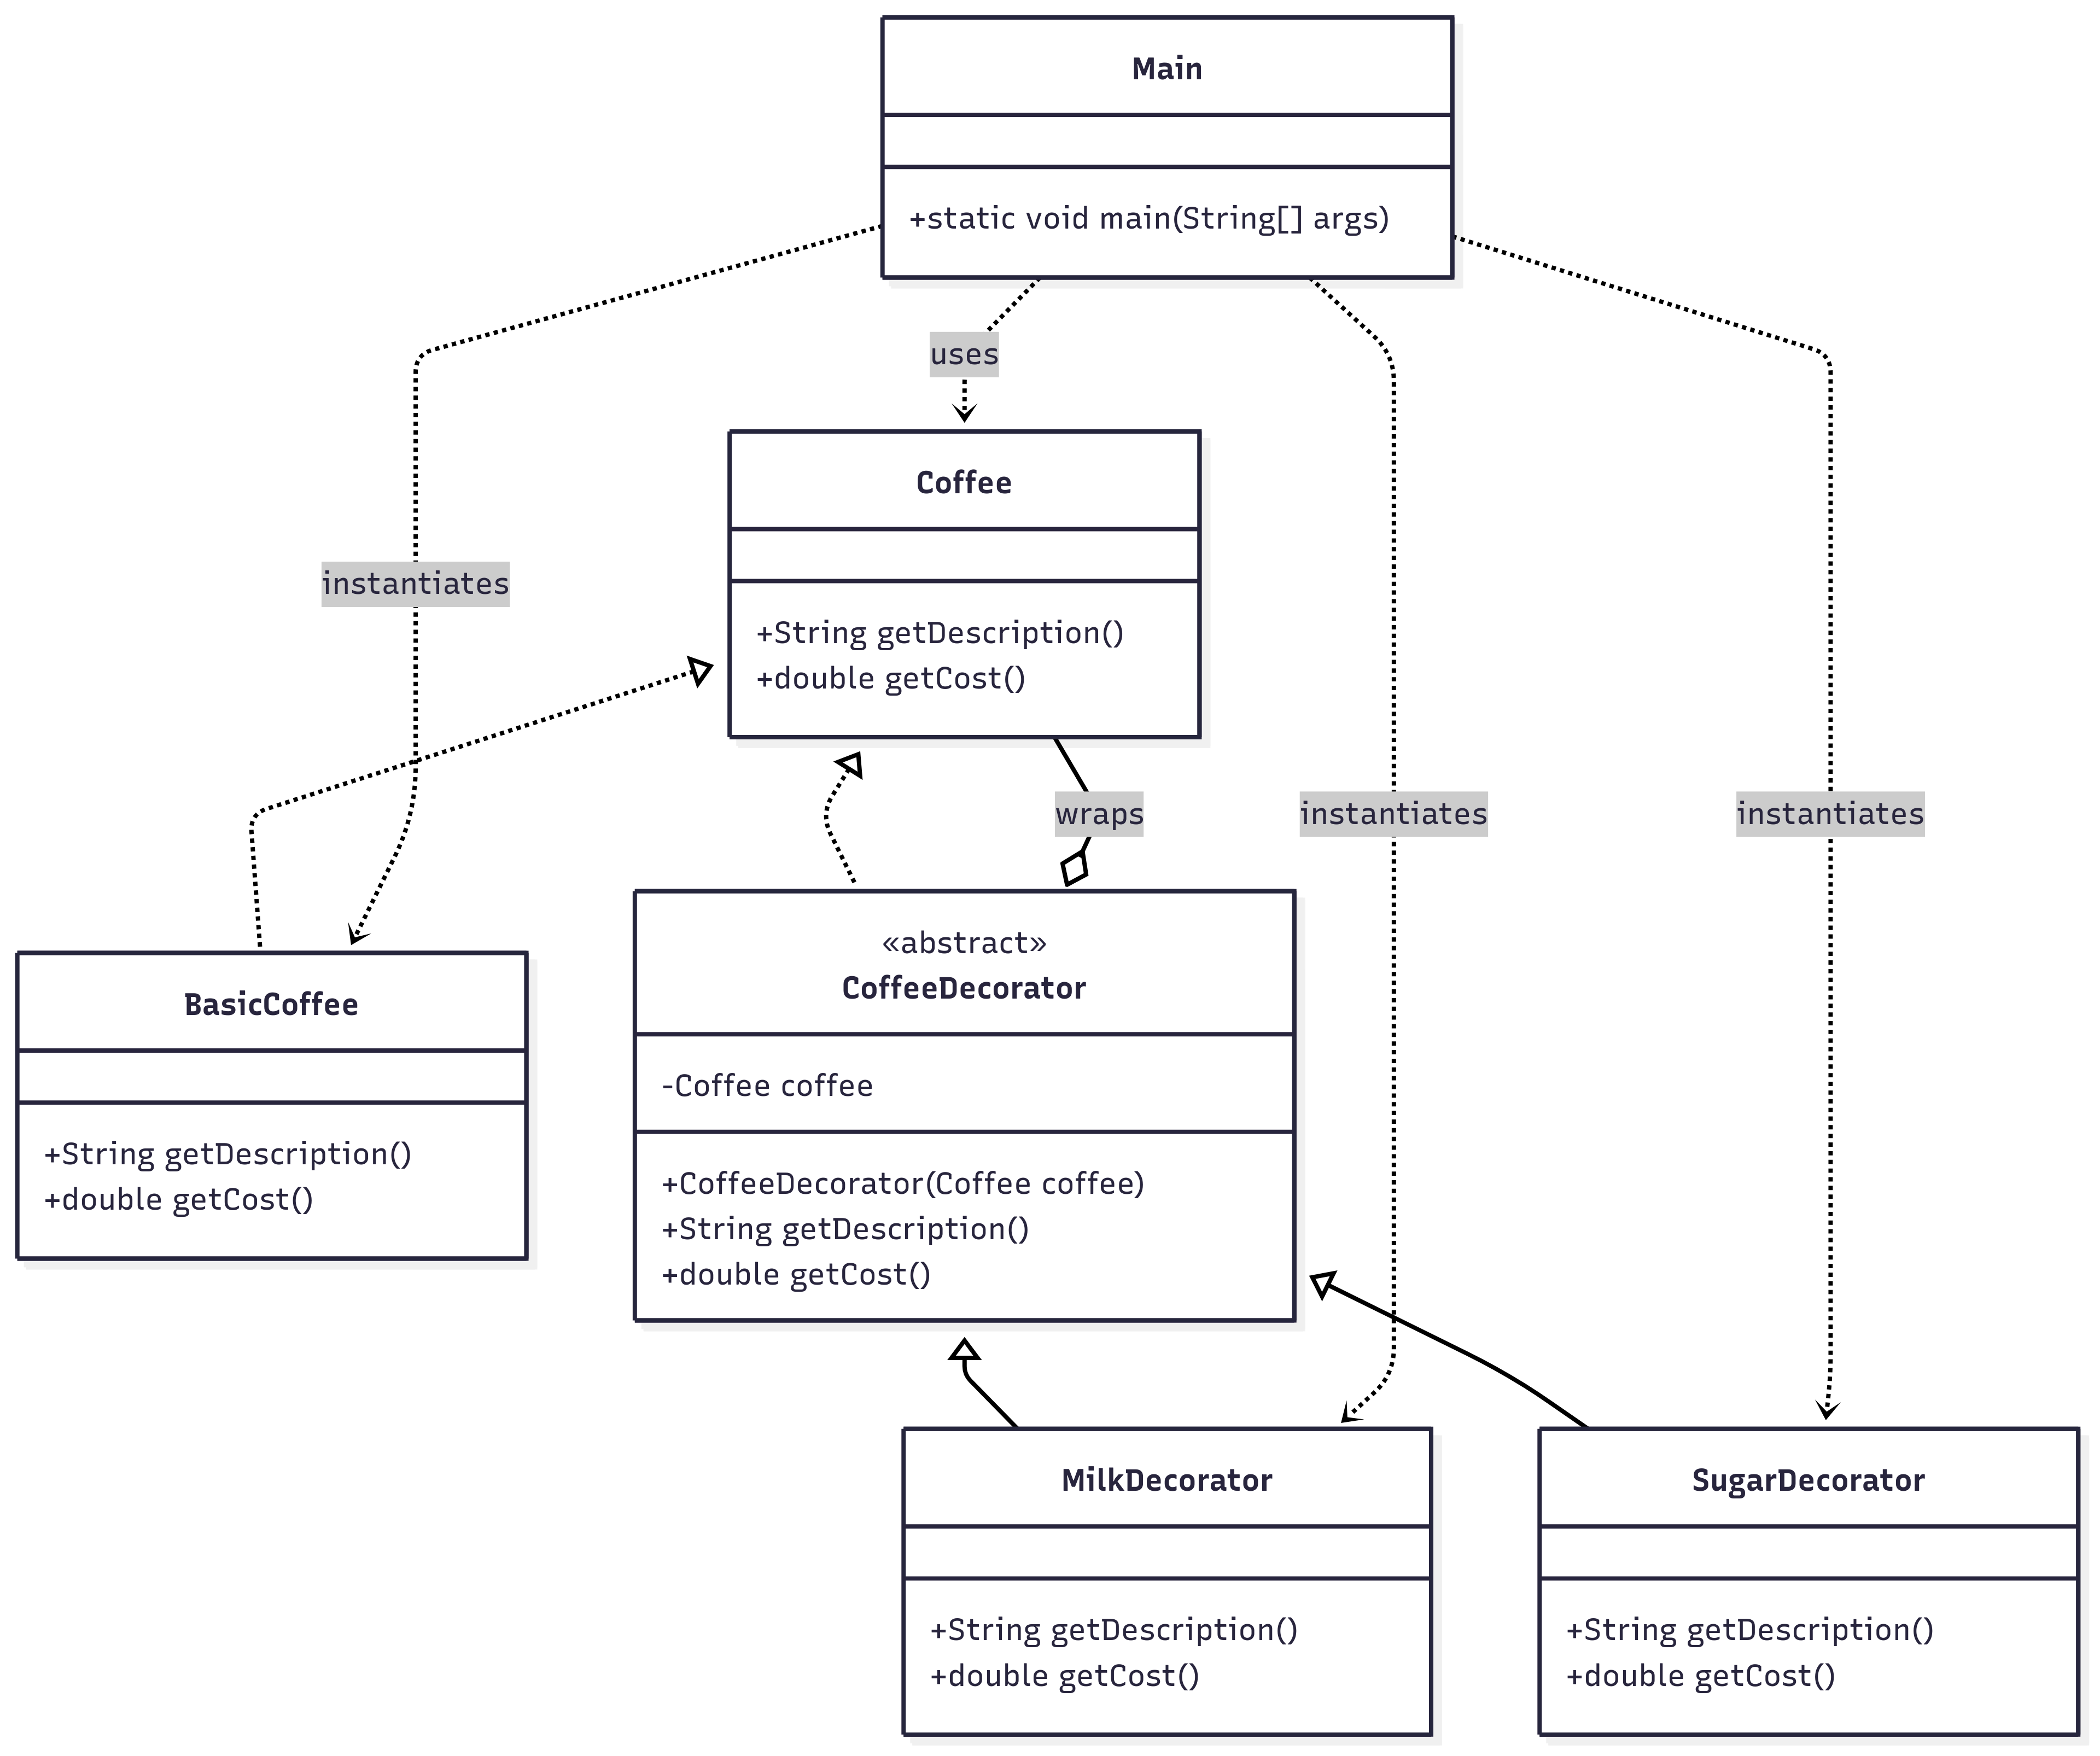 Main
+static void main(String[] args)
uses
Coffee
+String getDescription()
+double getCost()
instantiates
wraps
instantiates
instantiates
BasicCoffee
+String getDescription()
+double getCost()
«abstract»
CoffeeDecorator
-Coffee coffee
+CoffeeDecorator(Coffee coffee)
+String getDescription()
+double getCost()
MilkDecorator
+String getDescription()
+double getCost()
SugarDecorator
+String getDescription()
+double getCost()